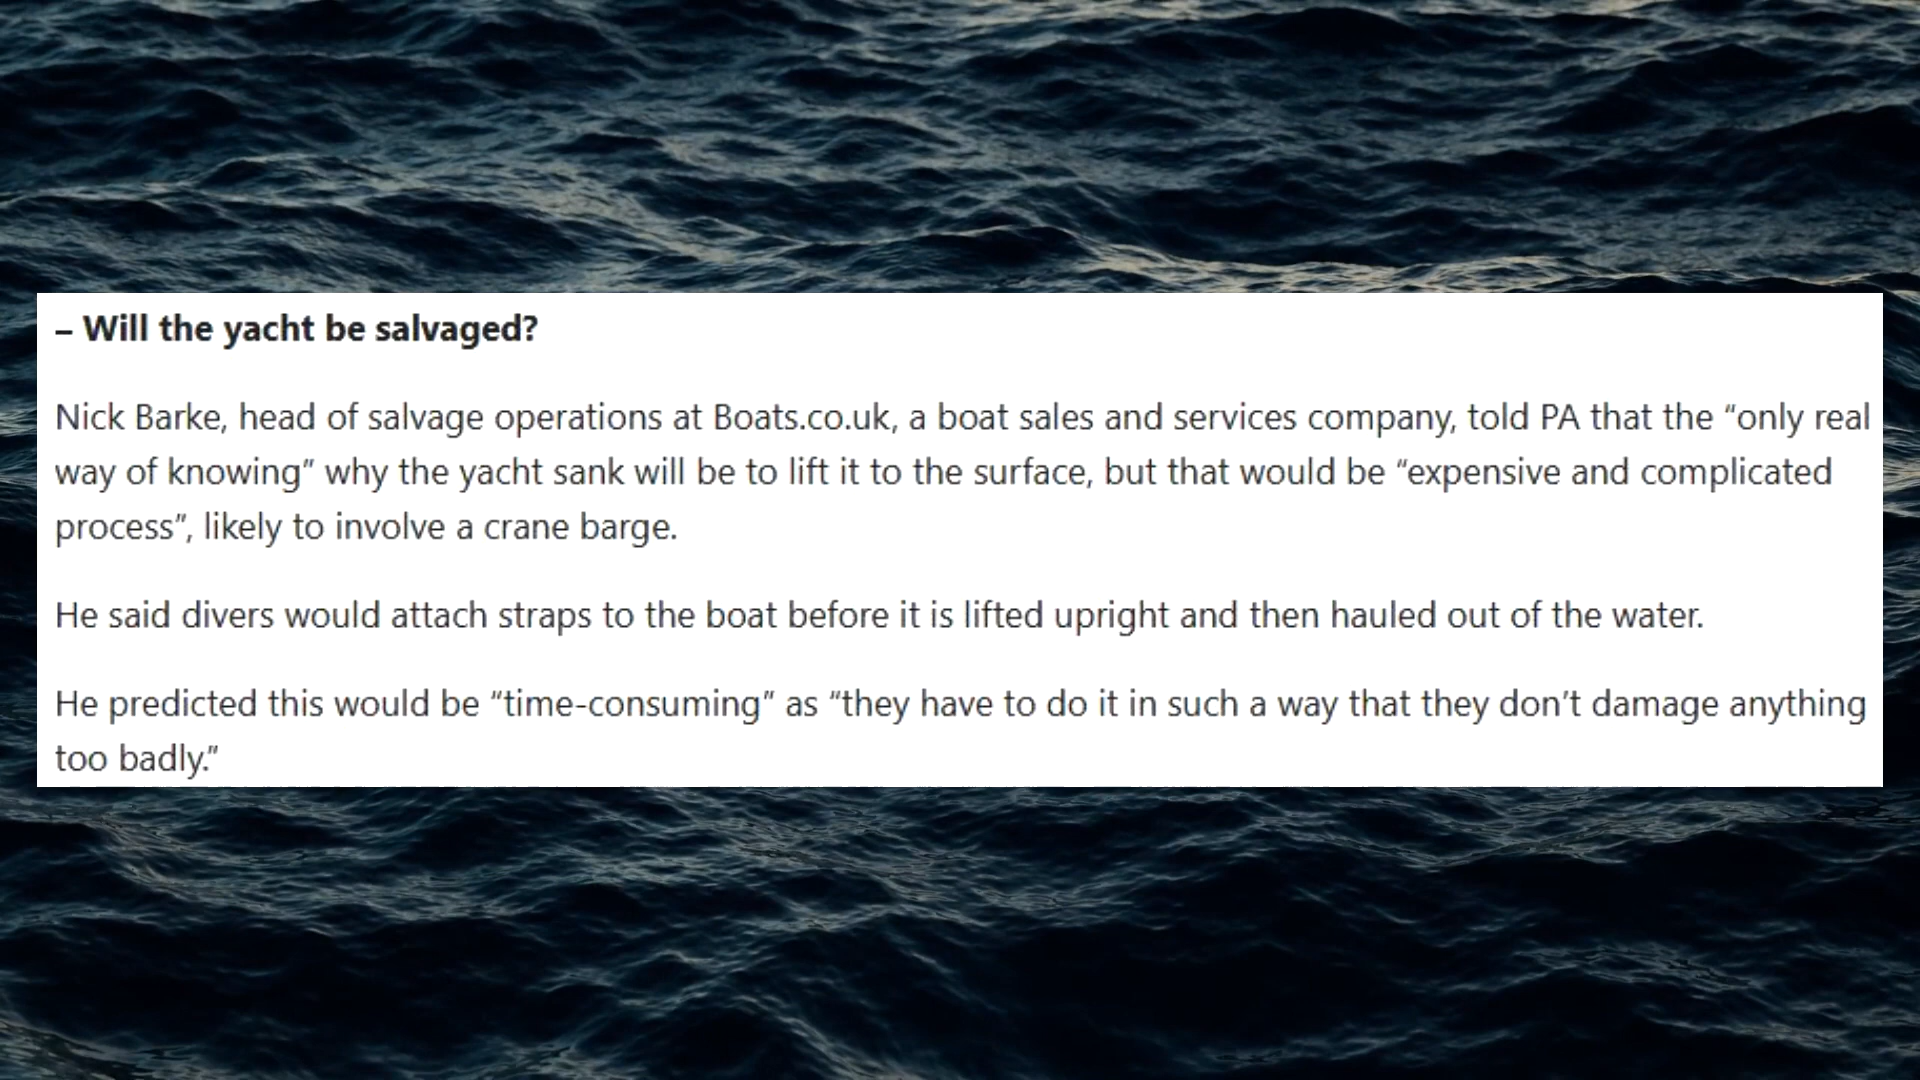 – Will the yacht be salvaged?
Nick Barke, head of salvage operations at Boats.co.uk, a boat sales and services company, told PA that the “only real
way of knowing” why the yacht sank will be to lift it to the surface, but that would be “expensive and complicated
process”, likely to involve a crane barge.
He said divers would attach straps to the boat before it is lifted upright and then hauled out of the water.
He predicted this would be “time-consuming” as “they have to do it in such a way that they don’t damage anything
too badly.”